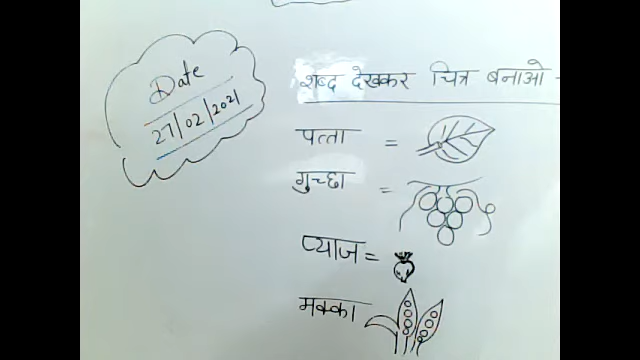 Date
27/02/2021
शब्द देखकर चित्र बनाओ -
पत्ता =
गुच्छा =
प्याज =
मक्का